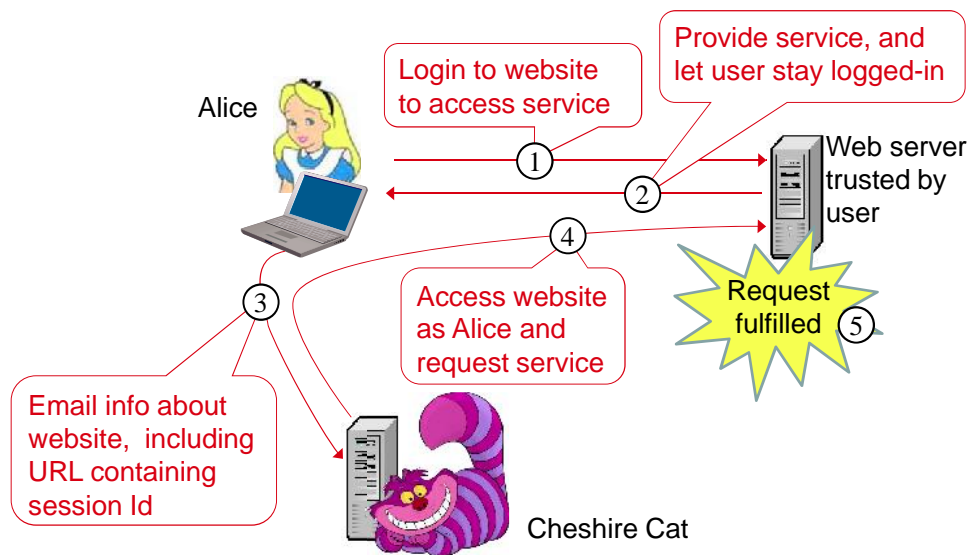 Provide service, and
let user stay logged-in
Login to website
to access service
Alice
1
Web server
trusted by
user
2
4
Access website
as Alice and
request service
Request
fulfilled
5
3
Email info about
website, including
URL containing
session Id
Cheshire Cat